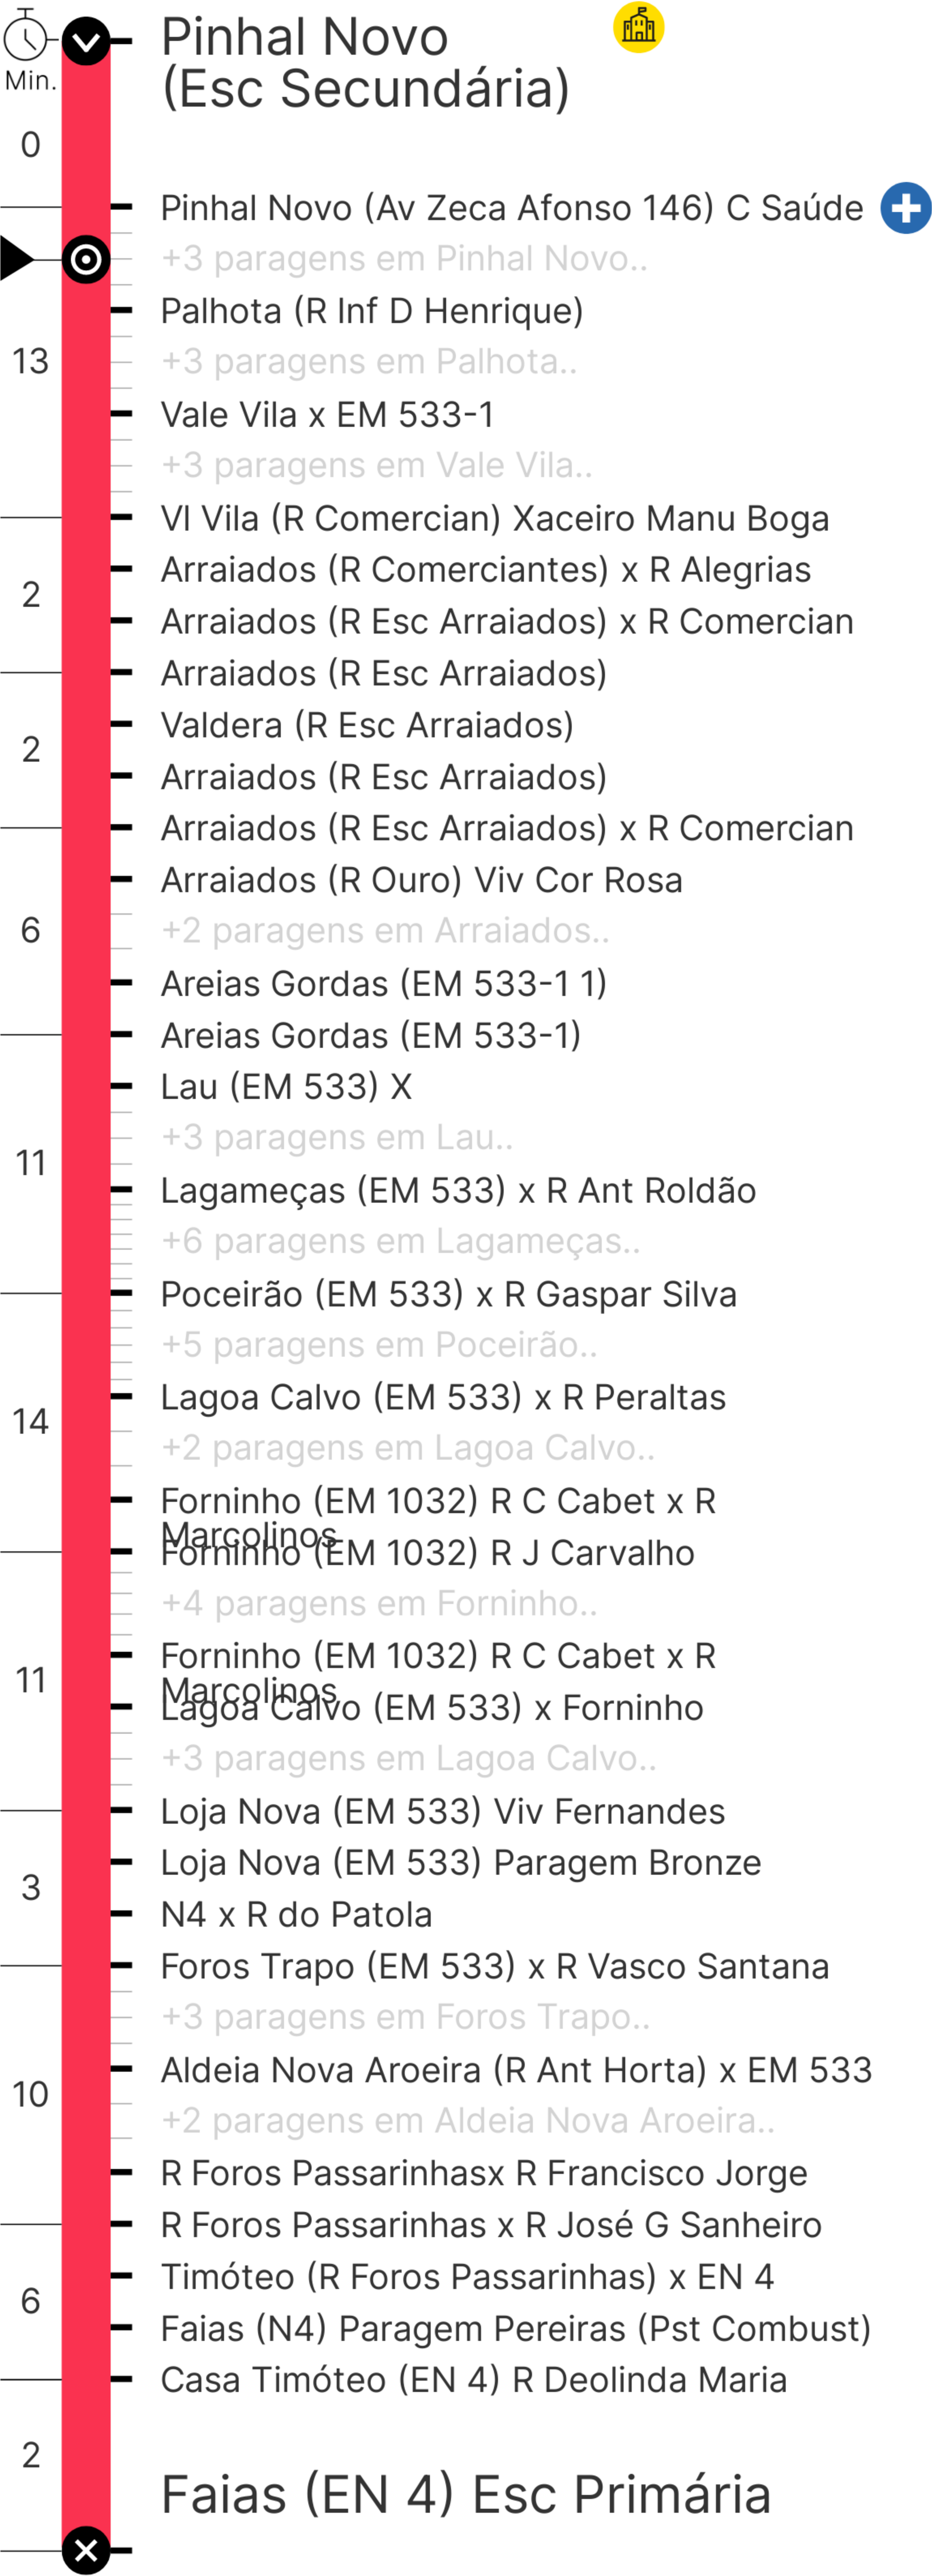 Min.
Pinhal Novo
(Esc Secundária)
0
Pinhal Novo (Av Zeca Afonso 146) C Saúde
+3 paragens em Pinhal Novo..
Palhota (R Inf D Henrique)
13
+3 paragens em Palhota..
Vale Vila x EM 533-1
+3 paragens em Vale Vila..
Vl Vila (R Comercian) Xaceiro Manu Boga
Arraiados (R Comerciantes) x R Alegrias
2
Arraiados (R Esc Arraiados) x R Comercian
Arraiados (R Esc Arraiados)
Valdera (R Esc Arraiados)
2
Arraiados (R Esc Arraiados)
Arraiados (R Esc Arraiados) x R Comercian
Arraiados (R Ouro) Viv Cor Rosa
6
+2 paragens em Arraiados..
Areias Gordas (EM 533-1 1)
Areias Gordas (EM 533-1)
Lau (EM 533) X
+3 paragens em Lau..
11
Lagameças (EM 533) x R Ant Roldão
+6 paragens em Lagameças..
Poceirão (EM 533) x R Gaspar Silva
+5 paragens em Poceirão..
Lagoa Calvo (EM 533) x R Peraltas
14
+2 paragens em Lagoa Calvo..
Forninho (EM 1032) R C Cabet x R
Marcolinos
Forninho (EM 1032) R J Carvalho
+4 paragens em Forninho..
Forninho (EM 1032) R C Cabet x R
Marcolinos
11
Lagoa Calvo (EM 533) x Forninho
+3 paragens em Lagoa Calvo..
Loja Nova (EM 533) Viv Fernandes
Loja Nova (EM 533) Paragem Bronze
3
N4 x R do Patola
Foros Trapo (EM 533) x R Vasco Santana
+3 paragens em Foros Trapo..
Aldeia Nova Aroeira (R Ant Horta) x EM 533
10
+2 paragens em Aldeia Nova Aroeira..
R Foros Passarinhasx R Francisco Jorge
R Foros Passarinhas x R José G Sanheiro
Timóteo (R Foros Passarinhas) x EN 4
6
Faias (N4) Paragem Pereiras (Pst Combust)
Casa Timóteo (EN 4) R Deolinda Maria
2
Faias (EN 4) Esc Primária